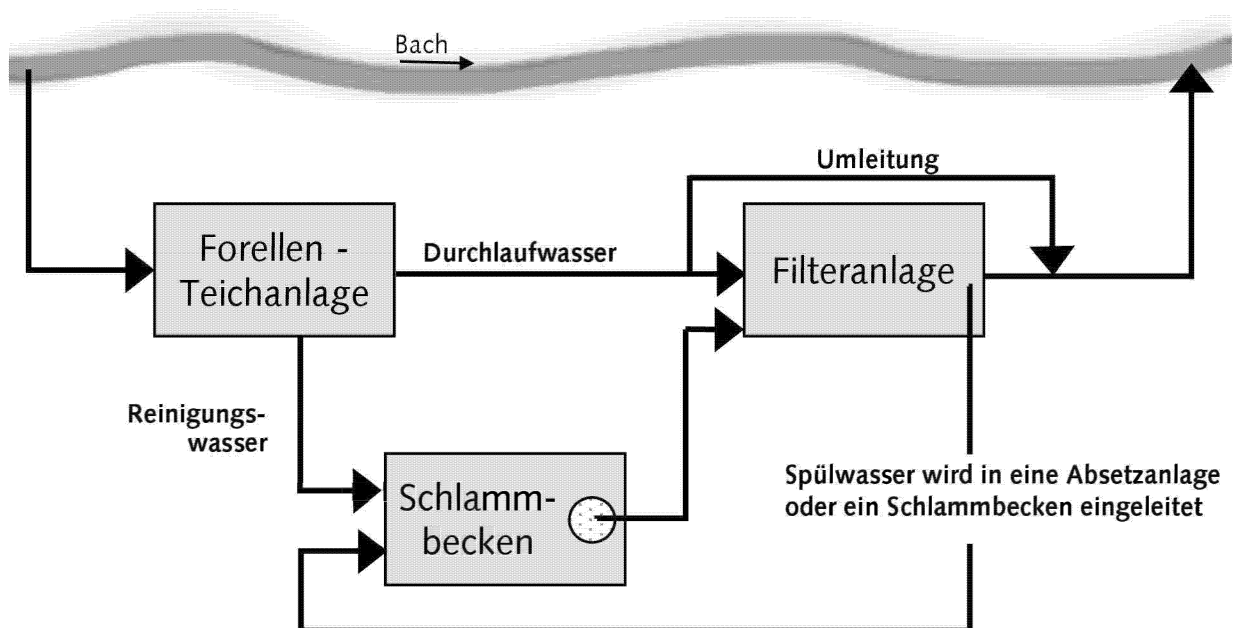 Bach
Umleitung
Forellen -
Teichanlage
Durchlaufwasser
Filteranlage
Reinigungs-
wasser
Schlamm-
becken
Spülwasser wird in eine Absetzanlage
oder ein Schlammbecken eingeleitet